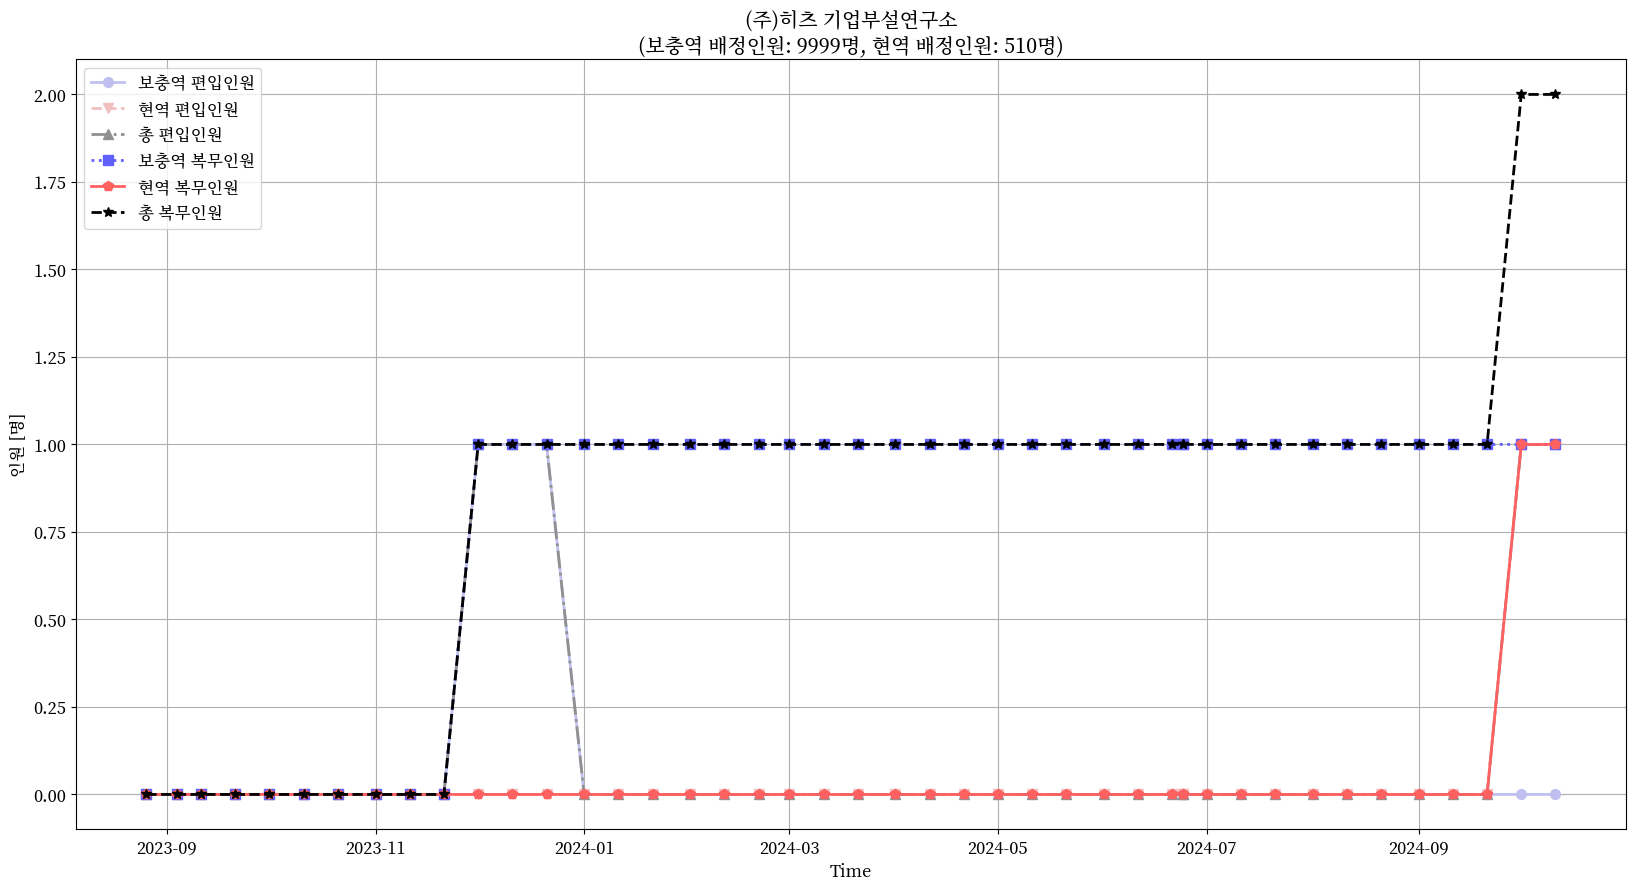 (주)히츠 기업부설연구소
(보충역 배정인원: 9999명, 현역 배정인원: 510명)
보충역 편입인원
현역 편입인원
총 편입인원
보충역 복무인원
현역 복무인원
총 복무인원
2.00
1.75
1.50
1.25
1.00
0.75
0.50
0.25
0.00
인원 [명]
2023-09 2023-11 2024-01 2024-03 2024-05 2024-07 2024-09
Time